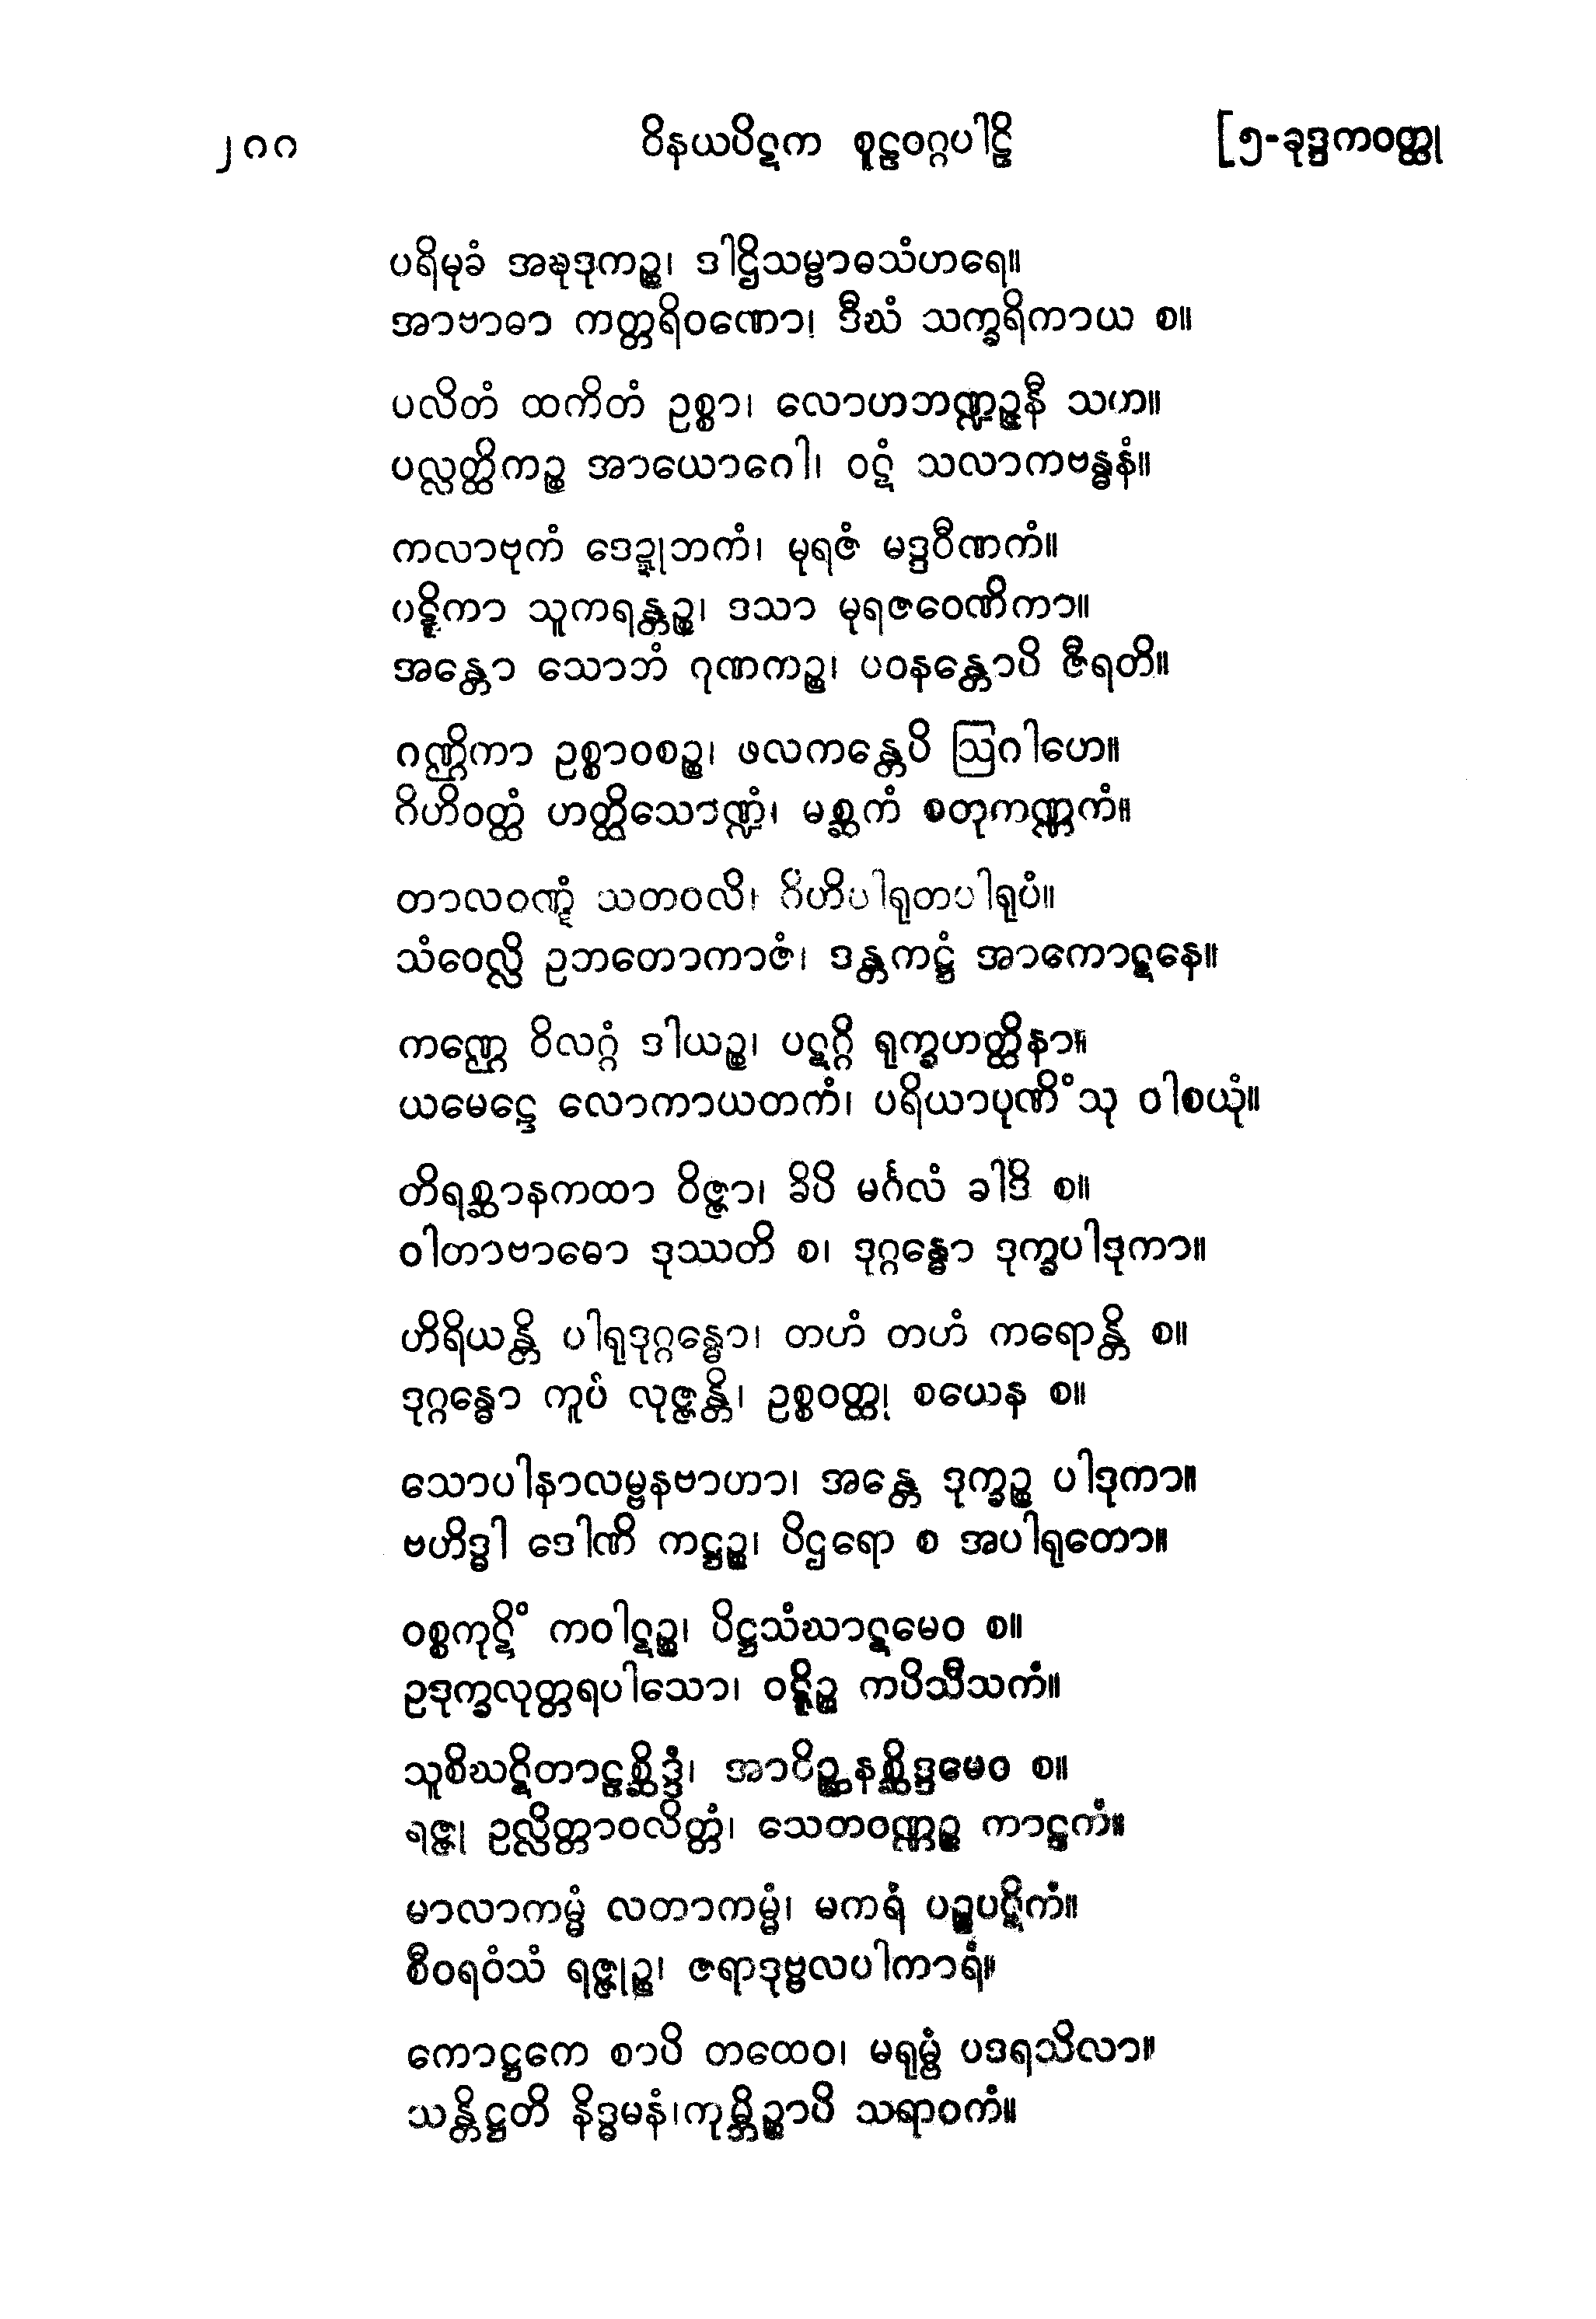 ၂၈၈ ဝိနယပိဋက စူဠဝဂ္ဂပါဠိ [၅-ခုဒ္ဒကဝတ္ထု
ပရိမုခံ အဍ္ဎဒုကဉ္စ၊ ဒါဌိသမ္ဗာဓသံဟရေ။
အာဗာဓာ ကတ္တရိဝဏော၊ ဒီဃံ သက္ခရိကာယ စ။
ပလိတံ ထကိတံ ဥစ္စာ၊ လောဟဘဏ္ဍဉ္ဇနီ သဟ။
ပလ္လတ္ထိကဉ္စ အာယောဂေါ၊ ဝဋံ သလာကဗန္ဓနံ။
ကလာဗုကံ ဒေဍ္ဍုဘကံ၊ မုရဇံ မဒ္ဒဝီဏကံ။
ပဋ္ဋိကာ သူကရန္တဉ္စ၊ ဒသာ မုရဇဝေဏိကာ။
အန္တော သောဘံ ဂုဏကဉ္စ၊ ပဝနန္တောပိ ဇီရတိ။
ဂဏ္ဌိကာ ဥစ္စာဝစဉ္စ၊ ဖလကန္တေပိ ဩဂါဟေ။
ဂိဟိဝတ္ထံ ဟတ္ထိသောဏ္ဍံ၊ မစ္ဆကံ စတုကဏ္ဏကံ။
တာလဝဏ္ဋံ သတဝလိ၊ ဂိဟိပါရုတပါရုပံ။
သံဝေလ္လိ ဥဘတောကာဇံ၊ ဒန္တကဋ္ဌံ အာကောဋနေ။
ကဏ္ဌေ ဝိလဂ္ဂံ ဒါယဉ္စ၊ ပဋဂ္ဂိ ရုက္ခဟတ္ထိနာ။
ယမေဠေ လောကာယတကံ၊ ပရိယာပုဏိံသု ဝါစယုံ။
တိရစ္ဆာနကထာ ဝိဇ္ဇာ၊ ခိပိ မင်္ဂလံ ခါဒိ စ။
ဝါတာဗာဓော ဒုဿတိ စ၊ ဒုဂ္ဂန္ဓော ဒုက္ခပါဒုကာ။
ဟိရိယန္တိ ပါရုဒုဂ္ဂန္ဓော၊ တဟံ တဟံ ကရောန္တိ စ။
ဒုဂ္ဂန္ဓော ကူပံ လုဇ္ဇန္တိ၊ ဥစ္စဝတ္ထု စယေန စ။
သောပါနာလမ္ဗနဗာဟာ၊ အန္တေ ဒုက္ခဉ္စ ပါဒုကာ။
ဗဟိဒ္ဓါ ဒေါဏိ ကဋ္ဌဉ္စ၊ ပိဌရော စ အပါရုတော။
ဝစ္စကုဋိံ ကဝါဋဉ္စ၊ ပိဋ္ဌသံဃာဋမေဝ စ။
ဥဒုက္ခလုတ္တရပါသော၊ ဝဋ္ဋိဉ္စ ကပိသီသကံ။
သူစိဃဋိတာဠစ္ဆိဒ္ဒံ၊ အာဝိဉ္ဆနစ္ဆိဒ္ဒမေဝ စ။
ရဇ္ဇု ဥလ္လိတ္တာဝလိတ္တံ၊ သေတဝဏ္ဏဉ္စ ကာဠကံ။
မာလာကမ္မံ လတာကမ္မံ၊ မကရံ ပဉ္စပဋိကံ။
စီဝရဝံသံ ရဇ္ဇုဉ္စ၊ ဇရာဒုဗ္ဗလပါကာရံ။
ကောဋ္ဌကေ စာပိ တထေဝ၊ မရုမ္ဗံ ပဒရသိလာ။
သန္တိဋ္ဌတိ နိဒ္ဓမနံ၊ကုမ္ဘိဉ္စာပိ သရာဝကံ။